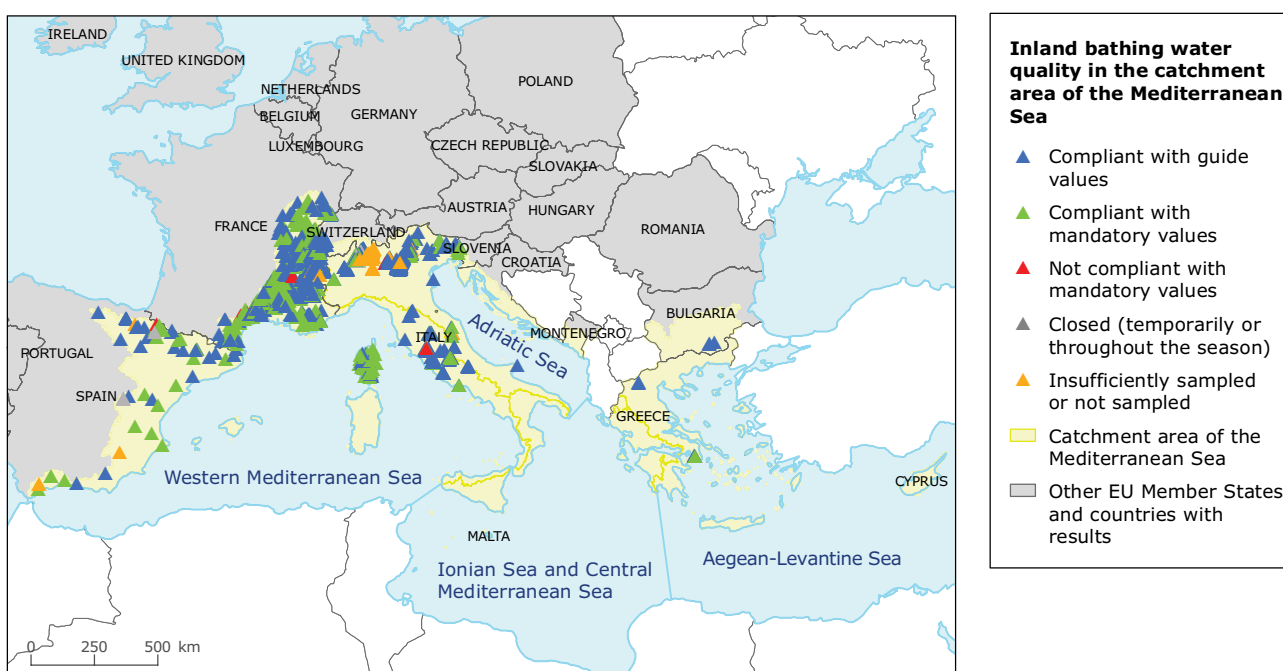 IRELAND
UNITED KINGDOM
NETHERLANDS
BELGIUM
LUXEMBOURG
GERMANY
POLAND
CZECH REPUBLIC
SLOVAKIA
AUSTRIA
HUNGARY
FRANCE
SWITZERLAND
SLOVENIA
CROATIA
ROMANIA
BULGARIA
MONTENEGRO
ITALY
Adriatic Sea
PORTUGAL
SPAIN
GREECE
CYPRUS
MALTA
Western Mediterranean Sea
Ionian Sea and Central
Mediterranean Sea
Aegean-Levantine Sea
0 250 500 km
Inland bathing water
quality in the catchment
area of the Mediterranean
Sea
Compliant with guide
values
Compliant with
mandatory values
Not compliant with
mandatory values
Closed (temporarily or
throughout the season)
Insufficiently sampled
or not sampled
Catchment area of the
Mediterranean Sea
Other EU Member States
and countries with
results